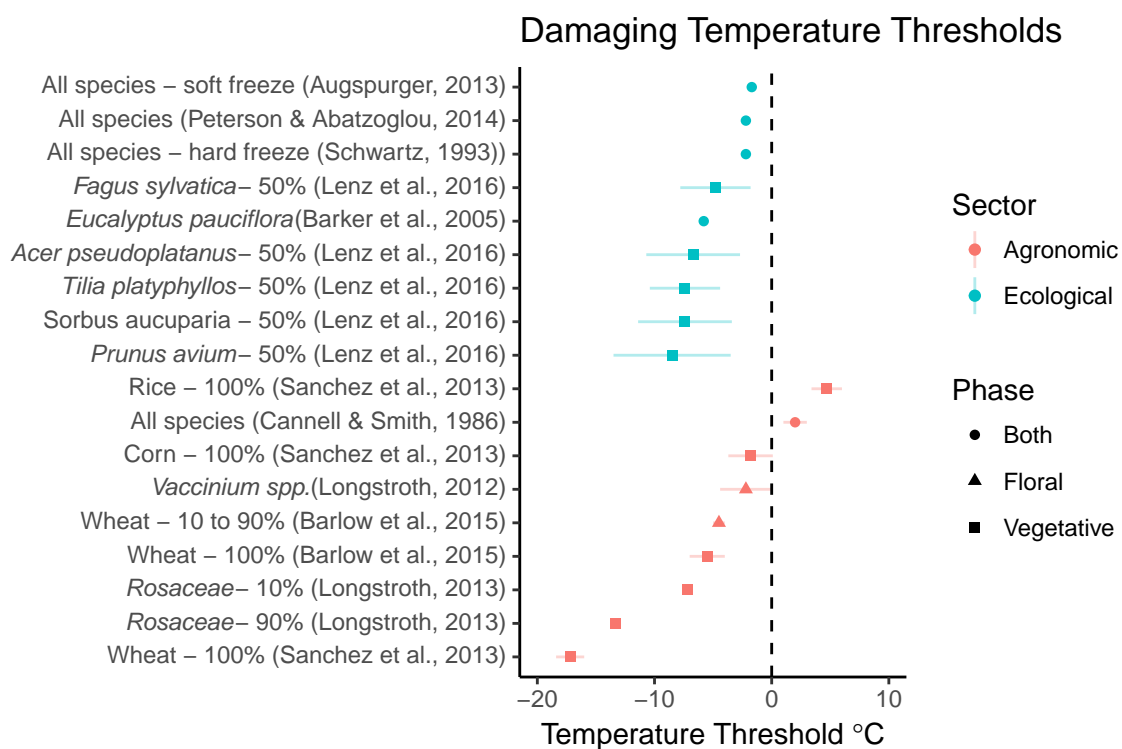 Damaging Temperature Thresholds
All species – soft freeze (Augspurger, 2013)
All species (Peterson & Abatzoglou, 2014)
All species – hard freeze (Schwartz, 1993))
Fagus sylvatica– 50% (Lenz et al., 2016)
Eucalyptus pauciflora(Barker et al., 2005)
Acer pseudoplatanus– 50% (Lenz et al., 2016)
Tilia platyphyllos– 50% (Lenz et al., 2016)
Sorbus aucuparia – 50% (Lenz et al., 2016)
Prunus avium– 50% (Lenz et al., 2016)
Rice – 100% (Sanchez et al., 2013)
All species (Cannell & Smith, 1986)
Corn – 100% (Sanchez et al., 2013)
Vaccinium spp.(Longstroth, 2012)
Wheat – 10 to 90% (Barlow et al., 2015)
Wheat – 100% (Barlow et al., 2015)
Rosaceae– 10% (Longstroth, 2013)
Rosaceae– 90% (Longstroth, 2013)
Wheat – 100% (Sanchez et al., 2013)
−20 −10 0 10
Temperature Threshold °C
Sector
Agronomic
Ecological
Phase
Both
Floral
Vegetative